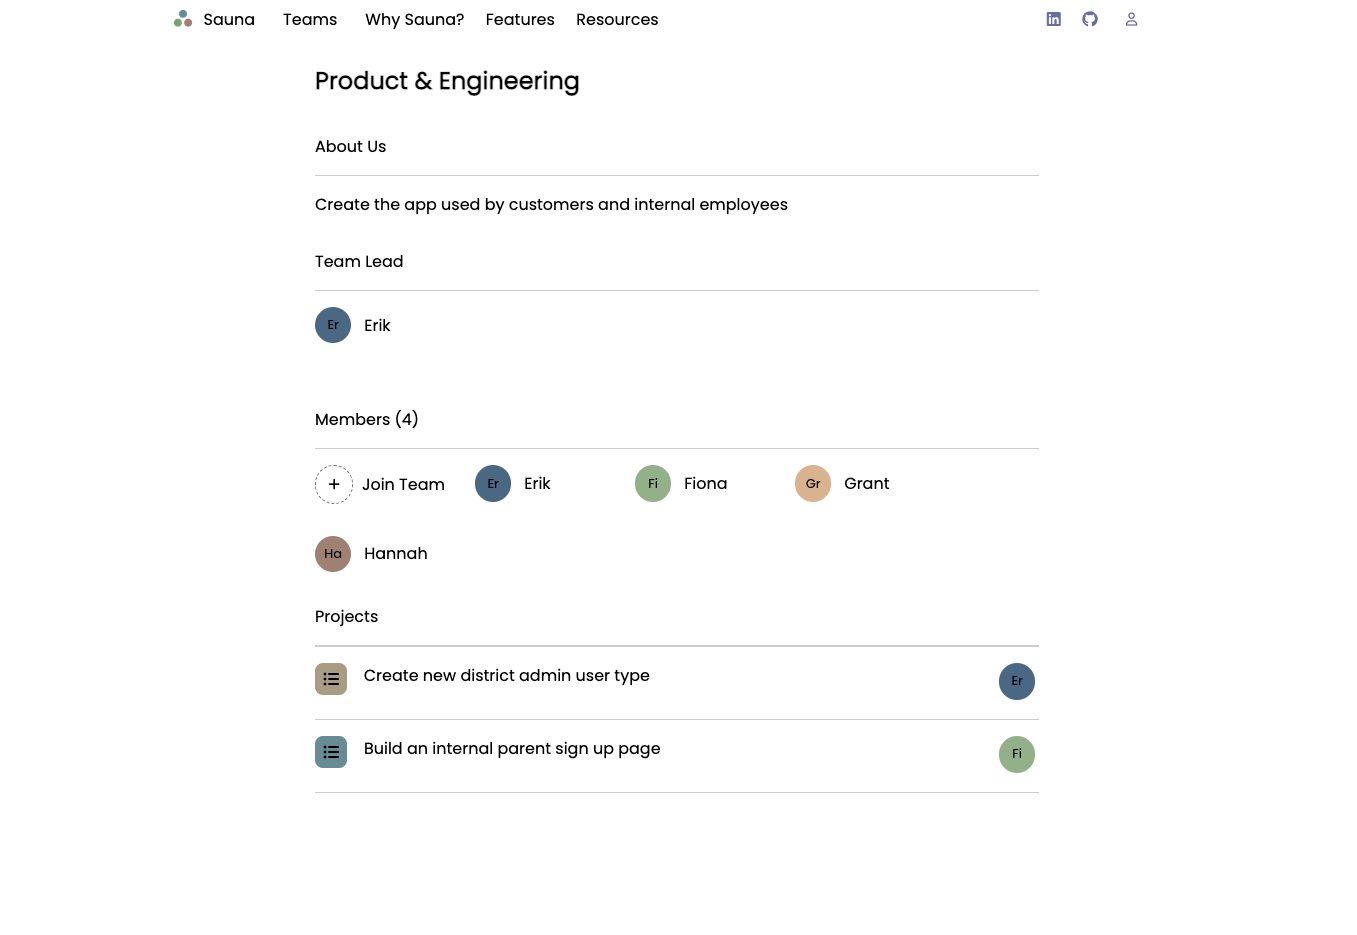 Sauna Teams Why Sauna? Features Resources
Product & Engineering
About Us
Create the app used by customers and internal employees
Team Lead
Er Erik
Members (4)
+ Join Team Er Erik Fi Fiona Gr Grant
Ha Hannah
Projects
Create new district admin user type Er
Build an internal parent sign up page Fi